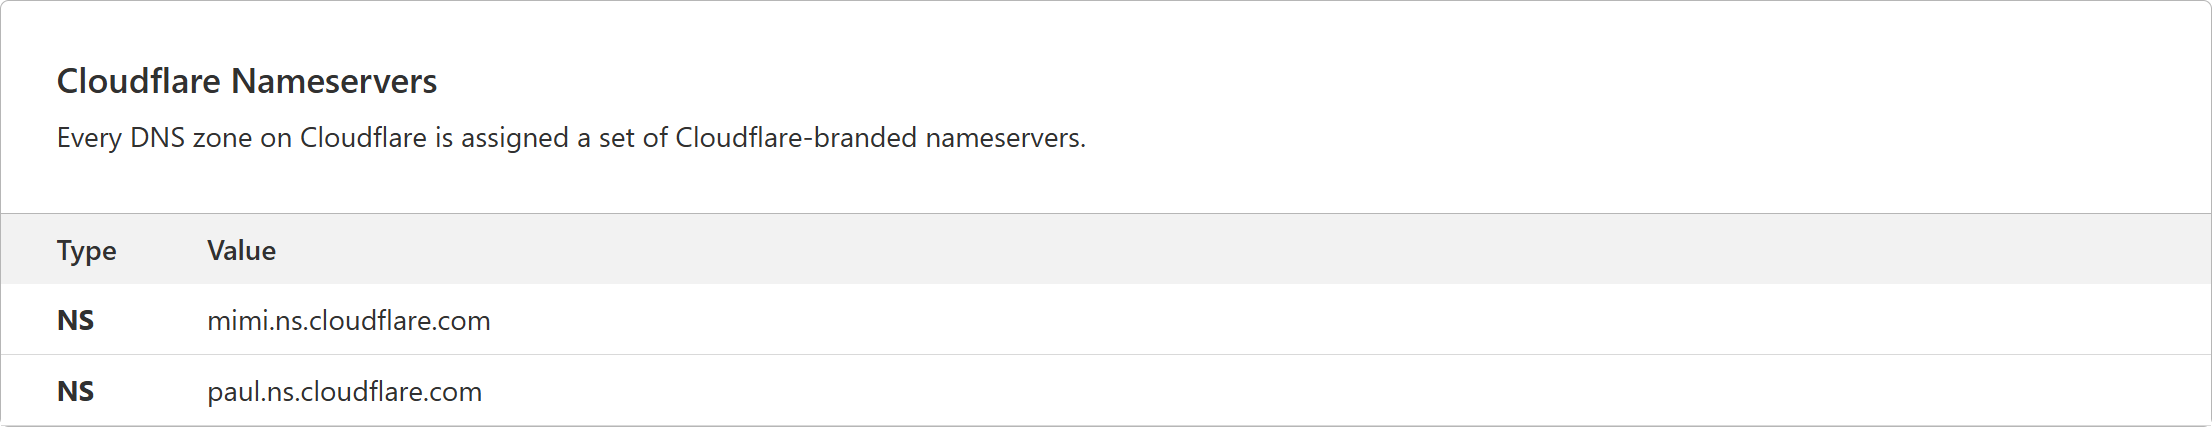 Cloudflare Nameservers
Every DNS zone on Cloudflare is assigned a set of Cloudflare-branded nameservers.
Type Value
NS mimi.ns.cloudflare.com
NS paul.ns.cloudflare.com